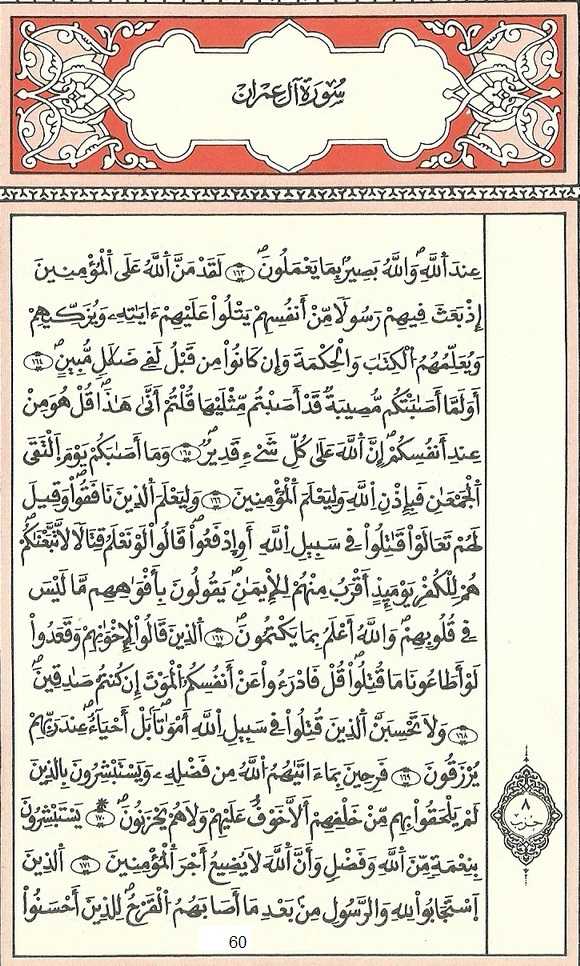 سُورَةُ آلِ عِمْرَان
عِندَ ٱللَّهِ وَٱللَّهُ بَصِيرٌۢ بِمَا يَعْمَلُونَ ١٦٣ لَقَدْ مَنَّ ٱللَّهُ عَلَى ٱلْمُؤْمِنِينَ
إِذْ بَعَثَ فِيهِمْ رَسُولًا مِّنْ أَنفُسِهِمْ يَتْلُوا۟ عَلَيْهِمْ ءَايَٰتِهِۦ وَيُزَكِّيهِمْ
وَيُعَلِّمُهُمُ ٱلْكِتَٰبَ وَٱلْحِكْمَةَ وَإِن كَانُوا۟ مِن قَبْلُ لَفِى ضَلَٰلٍ مُّبِينٍ ١٦٤
أَوَلَمَّآ أَصَٰبَتْكُم مُّصِيبَةٌ قَدْ أَصَبْتُم مِّثْلَيْهَا قُلْتُمْ أَنَّىٰ هَٰذَا قُلْ هُوَ مِنْ
عِندِ أَنفُسِكُمْ إِنَّ ٱللَّهَ عَلَىٰ كُلِّ شَىْءٍ قَدِيرٌ ١٦٥ وَمَآ أَصَٰبَكُمْ يَوْمَ ٱلْتَقَى
ٱلْجَمْعَٰنِ فَبِإِذْنِ ٱللَّهِ وَلِيَعْلَمَ ٱلْمُؤْمِنِينَ ١٦٦ وَلِيَعْلَمَ ٱلَّذِينَ نَافَقُوا۟ وَقِيلَ
لَهُمْ تَعَالَوْا۟ قَٰتِلُوا۟ فِى سَبِيلِ ٱللَّهِ أَوِ ٱدْفَعُوا۟ قَالُوا۟ لَوْ نَعْلَمُ قِتَالًا لَّٱتَّبَعْنَٰكُمْ
هُمْ لِلْكُفْرِ يَوْمَئِذٍ أَقْرَبُ مِنْهُمْ لِلْإِيمَٰنِ يَقُولُونَ بِأَفْوَٰهِهِم مَّا لَيْسَ
فِى قُلُوبِهِمْ وَٱللَّهُ أَعْلَمُ بِمَا يَكْتُمُونَ ١٦٧ ٱلَّذِينَ قَالُوا۟ لِإِخْوَٰنِهِمْ وَقَعَدُوا۟
لَوْ أَطَاعُونَا مَا قُتِلُوا۟ قُلْ فَٱدْرَءُوا۟ عَنْ أَنفُسِكُمُ ٱلْمَوْتَ إِن كُنتُمْ صَٰدِقِينَ
١٦٨ وَلَا تَحْسَبَنَّ ٱلَّذِينَ قُتِلُوا۟ فِى سَبِيلِ ٱللَّهِ أَمْوَٰتًۢا بَلْ أَحْيَآءٌ عِندَ رَبِّهِمْ
يُرْزَقُونَ ١٦٩ فَرِحِينَ بِمَآ ءَاتَىٰهُمُ ٱللَّهُ مِن فَضْلِهِۦ وَيَسْتَبْشِرُونَ بِٱلَّذِينَ
لَمْ يَلْحَقُوا۟ بِهِم مِّنْ خَلْفِهِمْ أَلَّا خَوْفٌ عَلَيْهِمْ وَلَا هُمْ يَحْزَنُونَ ١٧٠ يَسْتَبْشِرُونَ
بِنِعْمَةٍ مِّنَ ٱللَّهِ وَفَضْلٍ وَأَنَّ ٱللَّهَ لَا يُضِيعُ أَجْرَ ٱلْمُؤْمِنِينَ ١٧١ ٱلَّذِينَ
ٱسْتَجَابُوا۟ لِلَّهِ وَٱلرَّسُولِ مِنۢ بَعْدِ مَآ أَصَابَهُمُ ٱلْقَرْحُ لِلَّذِينَ أَحْسَنُوا۟
٨
حزب
60